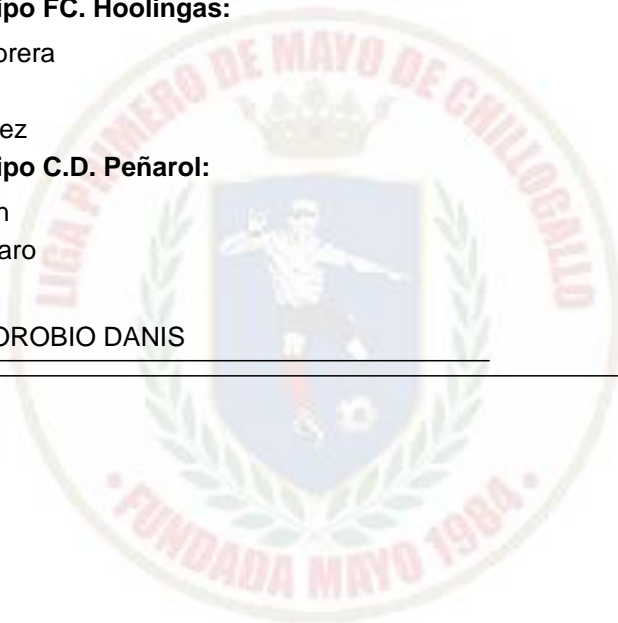 ipo FC. Hoolingas:
orera
ez
ipo C.D. Peñarol:
n
aro
OROBIO DANIS
LIGA PRIMERO DE MAYO DE CHILLOGALLO
• FUNDADA MAYO 1984 •